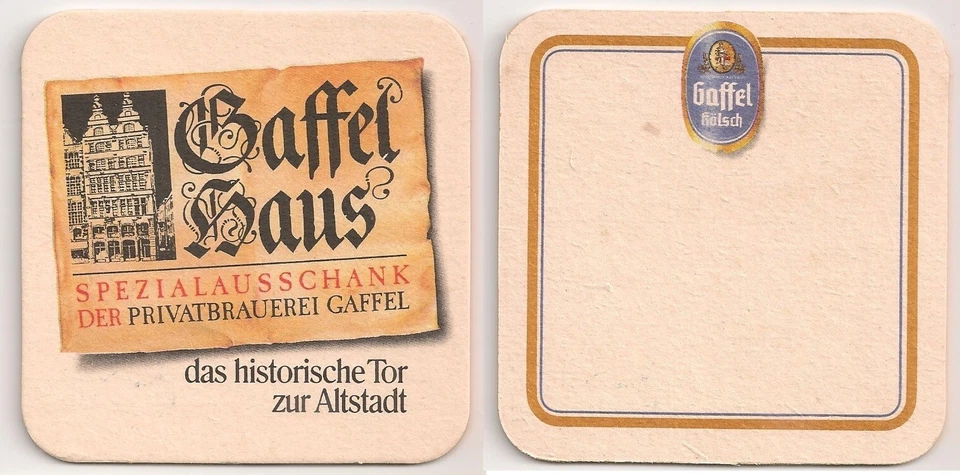 Gaffel
Haus
SPEZIALAUSSCHANK
DER PRIVATBRAUEREI GAFFEL
das historische Tor
zur Altstadt
Gaffel
Kölsch